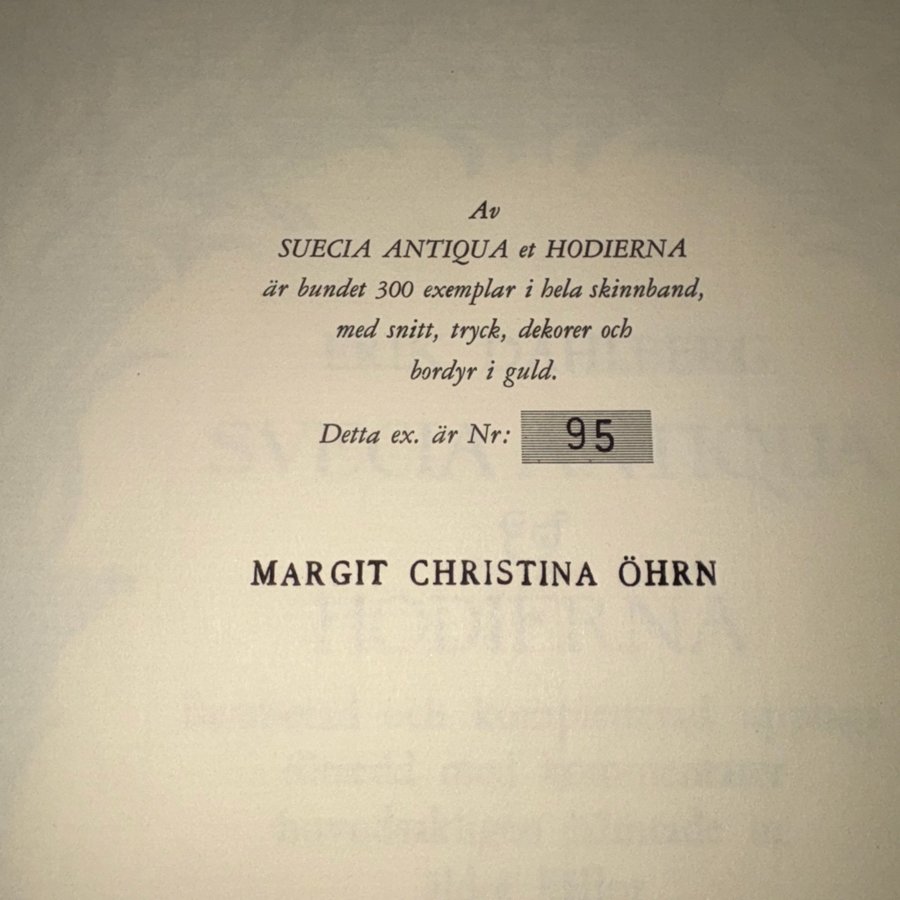 Av
SUECIA ANTIQUA et HODIERNA
är bundet 300 exemplar i hela skinnband,
med snitt, tryck, dekorer och
bordyr i guld.
Detta ex. är Nr: 95
MARGIT CHRISTINA ÖHRN